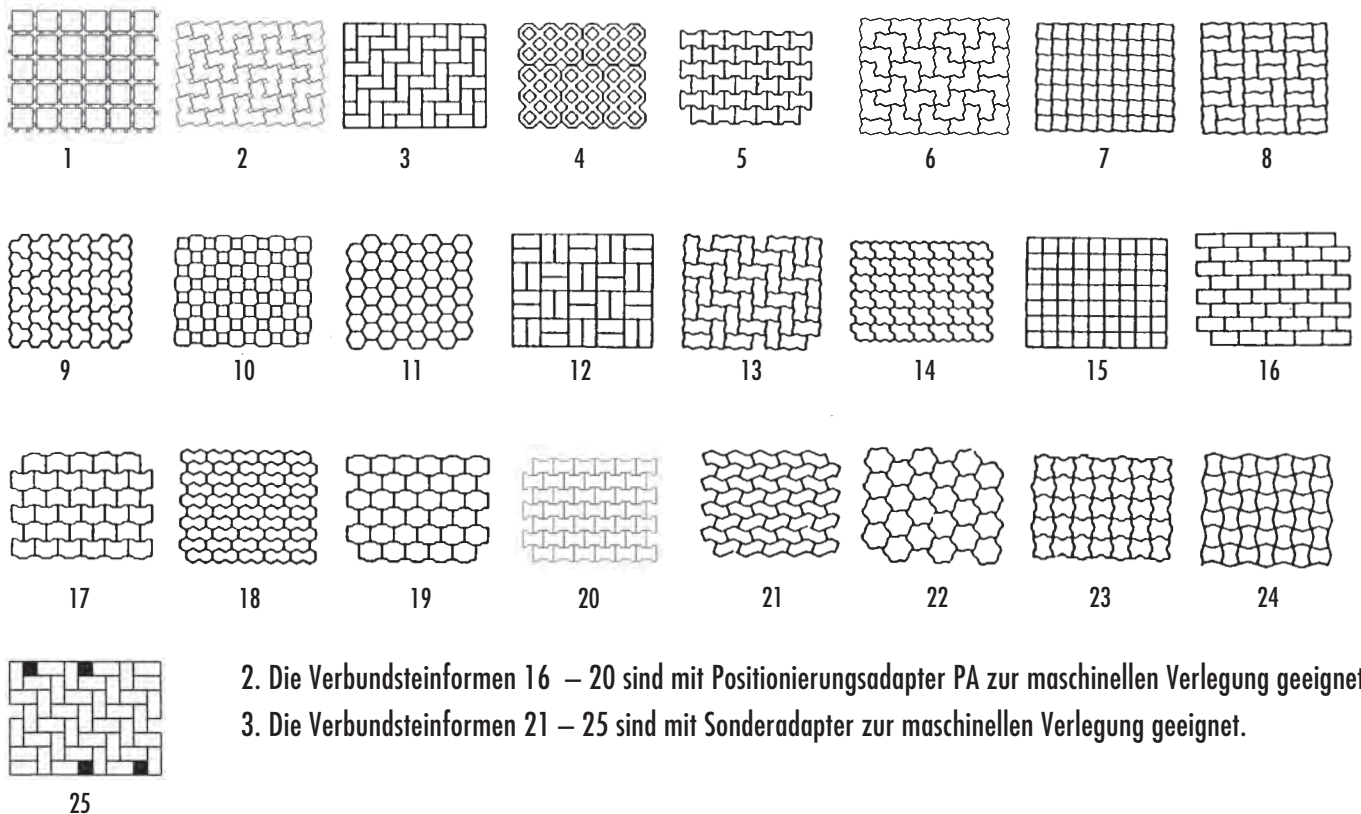 1 2 3 4 5 6 7 8
9 10 11 12 13 14 15 16
17 18 19 20 21 22 23 24
2. Die Verbundsteinformen 16 – 20 sind mit Positionierungsadapter PA zur maschinellen Verlegung geeignet
3. Die Verbundsteinformen 21 – 25 sind mit Sonderadapter zur maschinellen Verlegung geeignet.
25